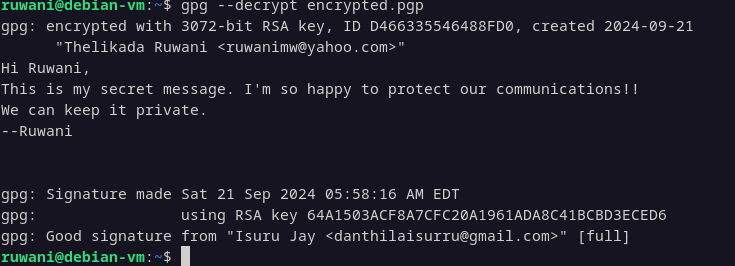 ruwani@debian-vm:~$ gpg --decrypt encrypted.pgp
gpg: encrypted with 3072-bit RSA key, ID D466335546488FD0, created 2024-09-21
      "Thelikada Ruwani <ruwanimw@yahoo.com>"
Hi Ruwani,
This is my secret message. I'm so happy to protect our communications!!
We can keep it private.
--Ruwani
gpg: Signature made Sat 21 Sep 2024 05:58:16 AM EDT
gpg:                using RSA key 64A1503ACF8A7CFC20A1961ADA8C41BCBD3ECED6
gpg: Good signature from "Isuru Jay <danthilaisurru@gmail.com>" [full]
ruwani@debian-vm:~$